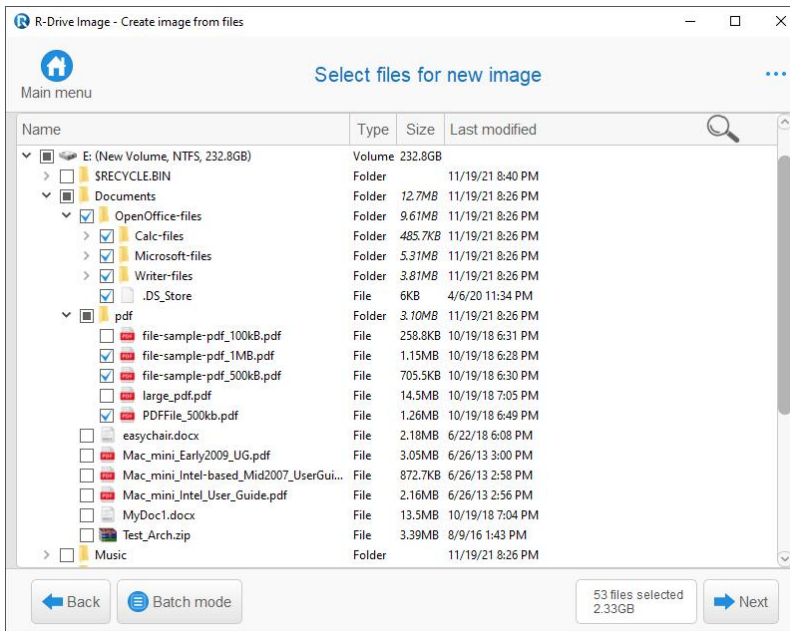 R-Drive Image - Create image from files
Main menu
Select files for new image
Name Type Size Last modified
E: (New Volume, NTFS, 232.8GB) Volume 232.8GB
$RECYCLE.BIN Folder 11/19/21 8:40 PM
Documents Folder 12.7MB 11/19/21 8:26 PM
OpenOffice-files Folder 9.61MB 11/19/21 8:26 PM
Calc-files Folder 485.7KB 11/19/21 8:26 PM
Microsoft-files Folder 5.31MB 11/19/21 8:26 PM
Writer-files Folder 3.81MB 11/19/21 8:26 PM
.DS_Store File 6KB 4/6/20 11:34 PM
pdf Folder 3.10MB 11/19/21 8:26 PM
file-sample-pdf_100kB.pdf File 258.8KB 10/19/18 6:31 PM
file-sample-pdf_1MB.pdf File 1.15MB 10/19/18 6:28 PM
file-sample-pdf_500kB.pdf File 705.5KB 10/19/18 6:30 PM
large_pdf.pdf File 14.5MB 10/19/18 7:05 PM
PDFFile_500kb.pdf File 1.26MB 10/19/18 6:49 PM
easychair.docx File 2.18MB 6/22/18 6:08 PM
Mac_mini_Early2009_UG.pdf File 3.05MB 6/26/13 3:00 PM
Mac_mini_Intel-based_Mid2007_UserGui... File 872.7KB 6/26/13 2:58 PM
Mac_mini_Intel_User_Guide.pdf File 2.16MB 6/26/13 2:56 PM
MyDoc1.docx File 13.5MB 10/19/18 7:04 PM
Test_Arch.zip File 3.39MB 8/9/16 1:43 PM
Music Folder 11/19/21 8:26 PM
Back Batch mode 53 files selected Next
2.33GB